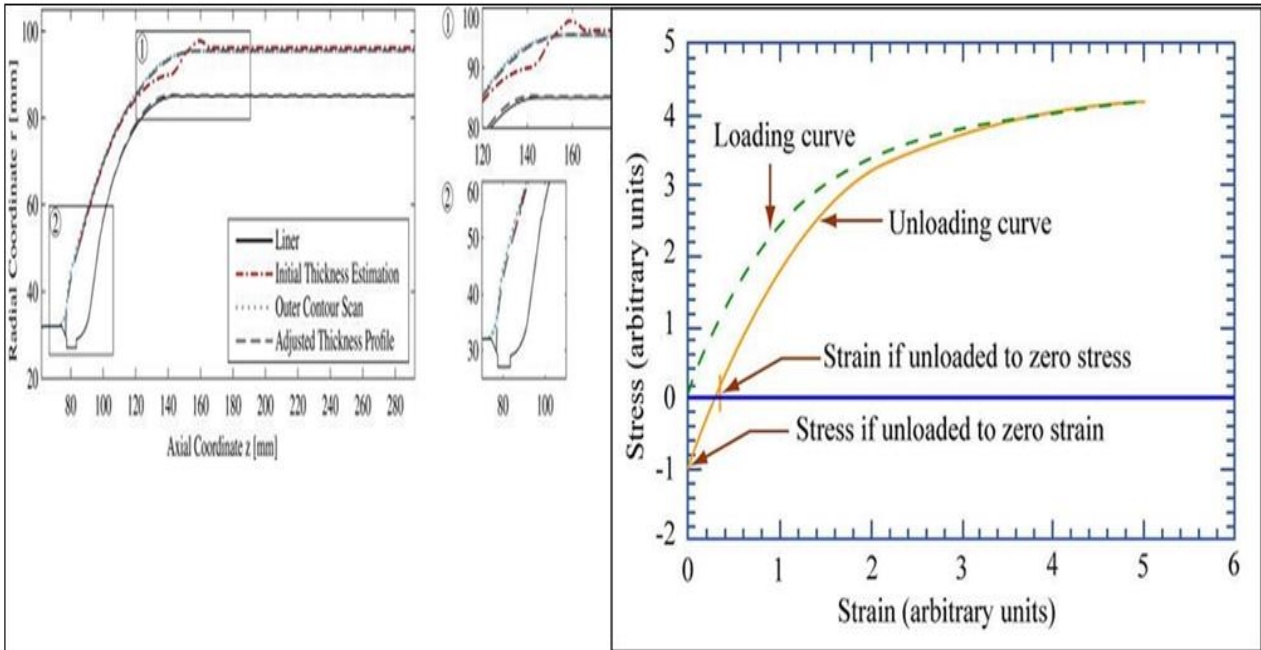 Radial Coordinate r [mm]
100
80
60
40
20
①
②
Liner
Initial Thickness Estimation
Outer Contour Scan
Adjusted Thickness Profile
80 100 120 140 160 180 200 220 240 260 280
Axial Coordinate z [mm]
①
100
90
80
120 140 160
②
60
50
40
30
80 100
Stress (arbitrary units)
5
4
3
2
1
0
-1
-2
Loading curve
Unloading curve
Strain if unloaded to zero stress
Stress if unloaded to zero strain
0 1 2 3 4 5 6
Strain (arbitrary units)